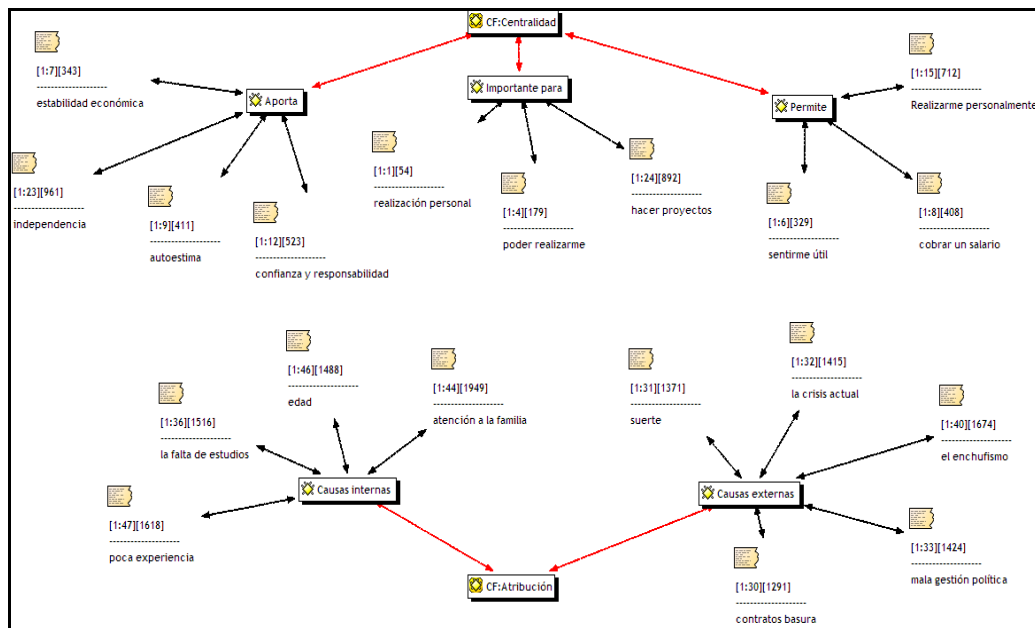 CF:Centralidad
[1:7][343]
--------------------
estabilidad económica
Aporta
Importante para
Permite
[1:15][712]
--------------------
Realizarme personalmente
[1:23][961]
--------------------
independencia
[1:9][411]
--------------------
autoestima
[1:12][523]
--------------------
confianza y responsabilidad
[1:1][54]
--------------------
realización personal
[1:4][179]
--------------------
poder realizarme
[1:24][892]
--------------------
hacer proyectos
[1:6][329]
--------------------
sentirme útil
[1:8][408]
--------------------
cobrar un salario
[1:46][1488]
--------------------
edad
[1:44][1949]
--------------------
atención a la familia
[1:36][1516]
--------------------
la falta de estudios
[1:47][1618]
--------------------
poca experiencia
Causas internas
[1:31][1371]
--------------------
suerte
[1:32][1415]
--------------------
la crisis actual
[1:40][1674]
--------------------
el enchufismo
Causas externas
[1:33][1424]
--------------------
mala gestión política
[1:30][1291]
--------------------
contratos basura
CF:Atribución